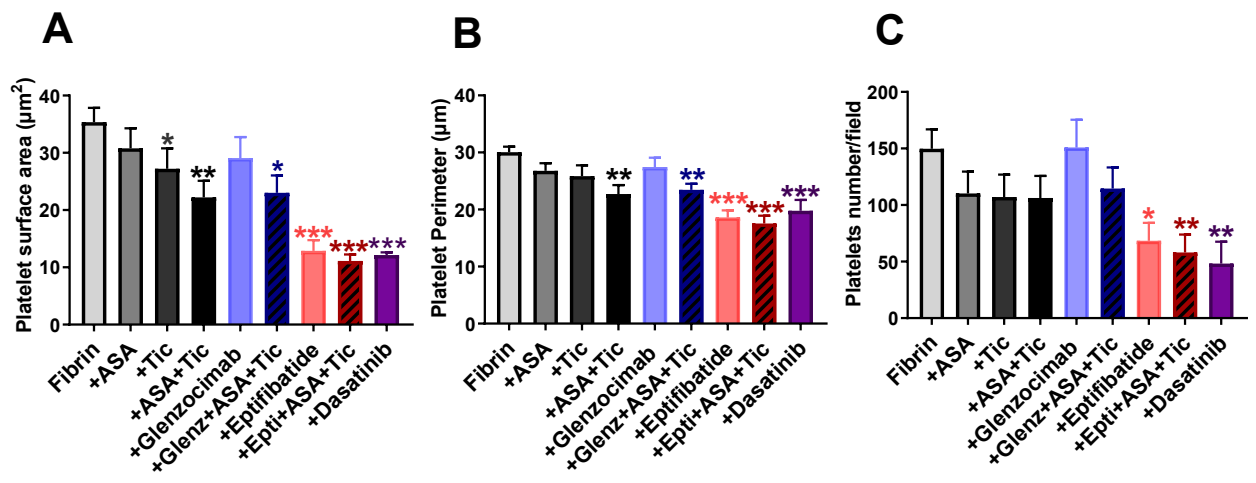 A
Platelet surface area (μm²)
40
30
20
10
0
*
**
*
***
***
***
Fibrin
+ASA
+Tic
+ASA+Tic
+Glenzocimab
+Glenz+ASA+Tic
+Eptifibatide
+Epti+ASA+Tic
+Dasatinib
B
Platelet Perimeter (μm)
40
30
20
10
0
**
**
***
***
***
Fibrin
+ASA
+Tic
+ASA+Tic
+Glenzocimab
+Glenz+ASA+Tic
+Eptifibatide
+Epti+ASA+Tic
+Dasatinib
C
Platelets number/field
200
150
100
50
0
*
**
**
Fibrin
+ASA
+Tic
+ASA+Tic
+Glenzocimab
+Glenz+ASA+Tic
+Eptifibatide
+Epti+ASA+Tic
+Dasatinib